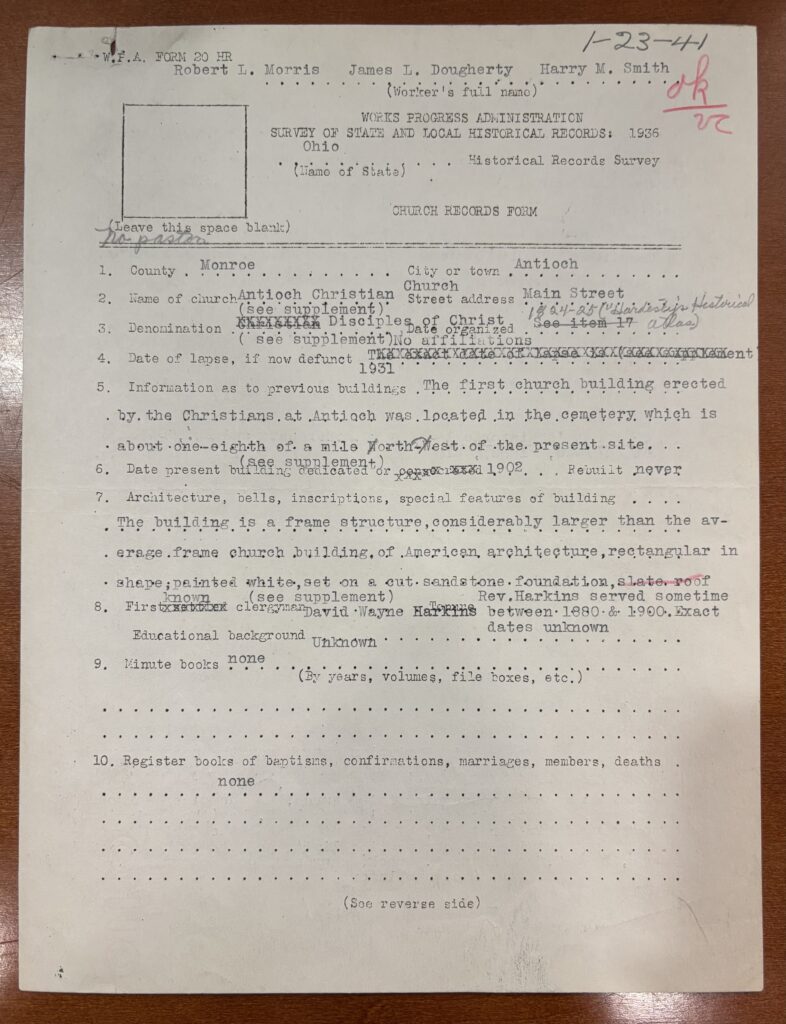 1-23-41
W.P.A. FORM 20 HR
Robert L. Morris James L. Dougherty Harry M. Smith
(Worker's full name)
ok
vc
WORKS PROGRESS ADMINISTRATION
SURVEY OF STATE AND LOCAL HISTORICAL RECORDS: 1936
Ohio
. . . . . . . . . . . . Historical Records Survey
(Name of State)
CHURCH RECORDS FORM
(Leave this space blank)
no pastor
1. County . Monroe . . . . . . . . . . City or town . Antioch
2. Name of church Antioch Christian Church Street address Main Street
(see supplement) 1824-25 ("Hardesty's Historical
3. Denomination Disciples of Christ Date organized See item 17 atlas)
( see supplement) No affiliations
4. Date of lapse, if now defunct
1931
5. Information as to previous buildings . The first church building erected
by the Christians at Antioch was located in the cemetery which is
about one-eighth of a mile North-West of the present site. . .
(see supplement)
6. Date present building dedicated or 1902. . . Rebuilt never
7. Architecture, bells, inscriptions, special features of building . . . .
The building is a frame structure, considerably larger than the av-
erage frame church building, of American architecture, rectangular in
shape; painted white, set on a cut sandstone foundation, slate roof
known (see supplement) Rev. Harkins served sometime
8. First clergyman David Wayne Harkins between 1880 & 1900. Exact
dates unknown
Educational background Unknown
9. Minute books none
(By years, volumes, file boxes, etc.)
10. Register books of baptisms, confirmations, marriages, members, deaths .
none
(See reverse side)